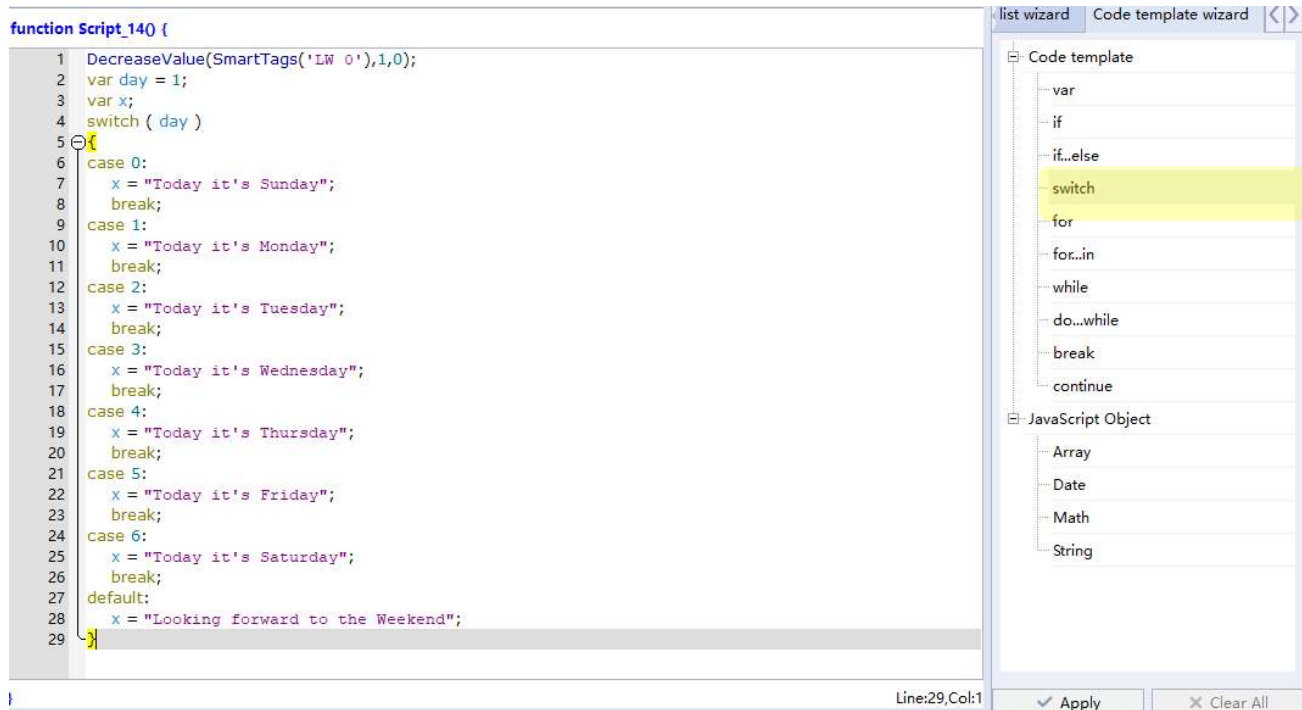 function Script_14() {
1 DecreaseValue(SmartTags('LW 0'),1,0);
2 var day = 1;
3 var x;
4 switch ( day )
5 {
6 case 0:
7 x = "Today it's Sunday";
8 break;
9 case 1:
10 x = "Today it's Monday";
11 break;
12 case 2:
13 x = "Today it's Tuesday";
14 break;
15 case 3:
16 x = "Today it's Wednesday";
17 break;
18 case 4:
19 x = "Today it's Thursday";
20 break;
21 case 5:
22 x = "Today it's Friday";
23 break;
24 case 6:
25 x = "Today it's Saturday";
26 break;
27 default:
28 x = "Looking forward to the Weekend";
29 }
}
Line:29,Col:1
list wizard Code template wizard
Code template
var
if
if...else
switch
for
for...in
while
do...while
break
continue
JavaScript Object
Array
Date
Math
String
Apply Clear All